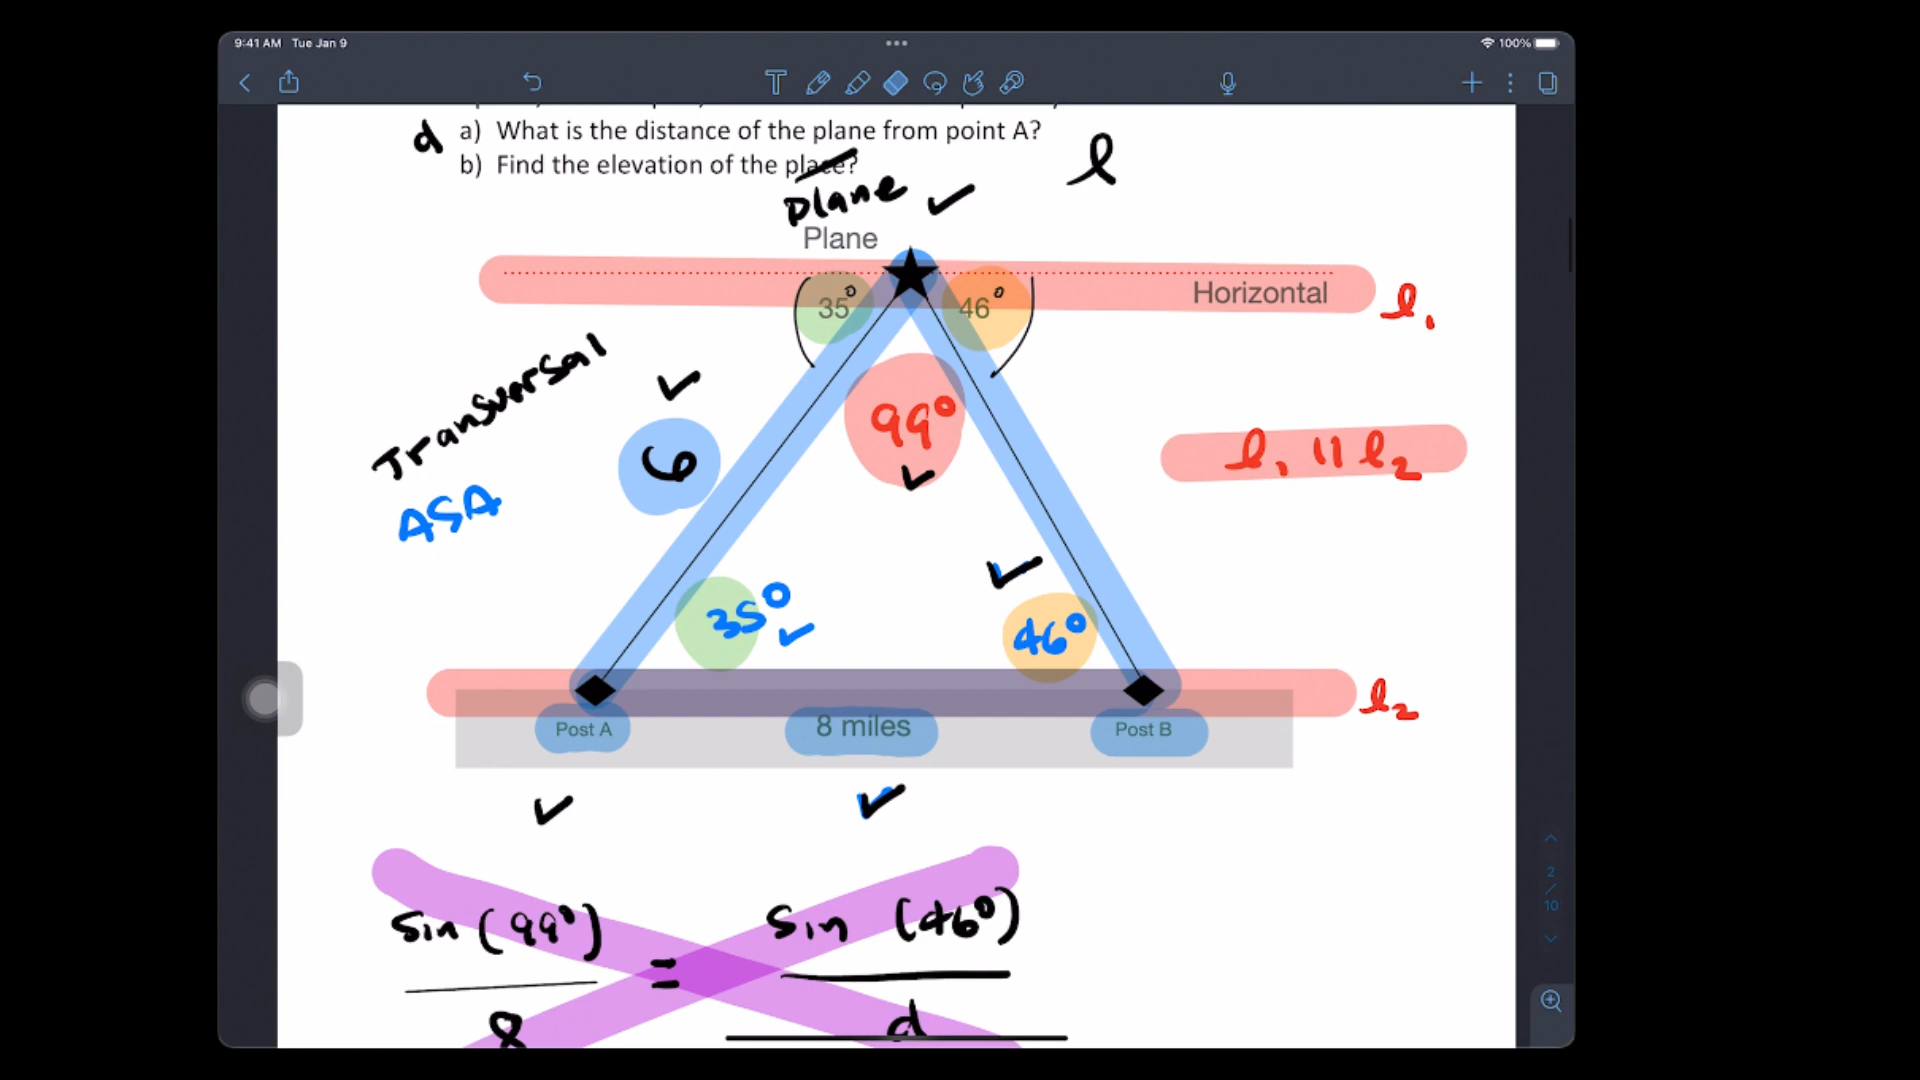 9:41 AM Tue Jan 9
100%
d a) What is the distance of the plane from point A?
b) Find the elevation of the place?
l
plane
Plane
35° 46° Horizontal l₁
Transversal
99°
6
l₁ || l₂
ASA
35° 46°
l₂
Post A 8 miles Post B
2
/
10
sin (99°) = sin (46°)
8 d